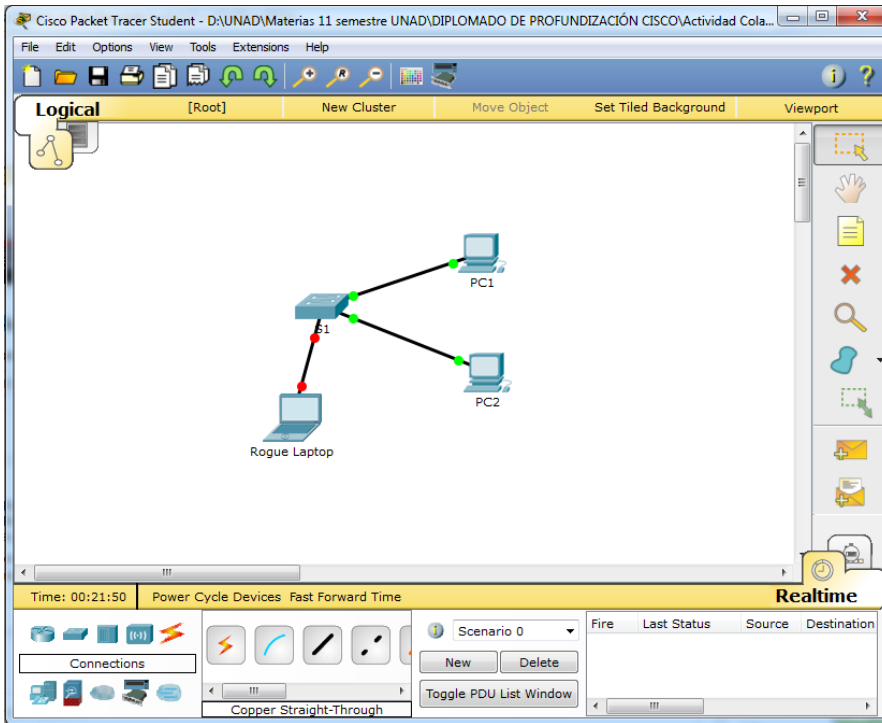 Cisco Packet Tracer Student - D:\UNAD\Materias 11 semestre UNAD\DIPLOMADO DE PROFUNDIZACIÓN CISCO\Actividad Cola...
File Edit Options View Tools Extensions Help
Logical [Root] New Cluster Move Object Set Tiled Background Viewport
PC1
S1
PC2
Rogue Laptop
Time: 00:21:50 Power Cycle Devices Fast Forward Time Realtime
Scenario 0
Fire Last Status Source Destination
Connections
New Delete
Toggle PDU List Window
Copper Straight-Through